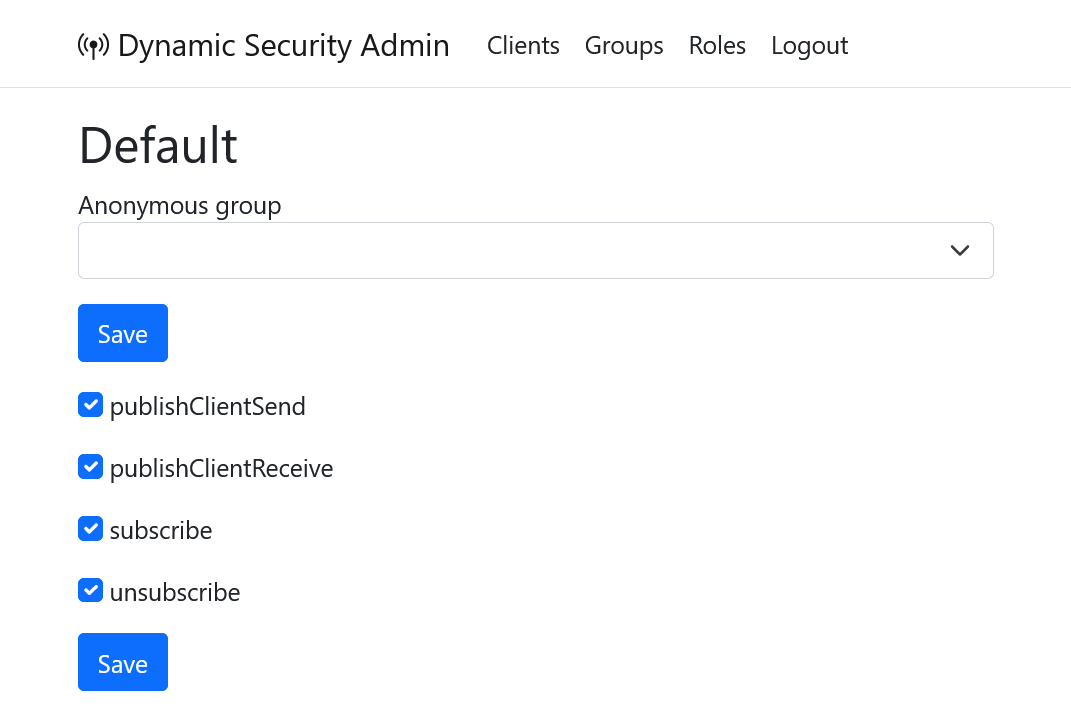 Dynamic Security Admin Clients Groups Roles Logout
Default
Anonymous group
Save
publishClientSend
publishClientReceive
subscribe
unsubscribe
Save